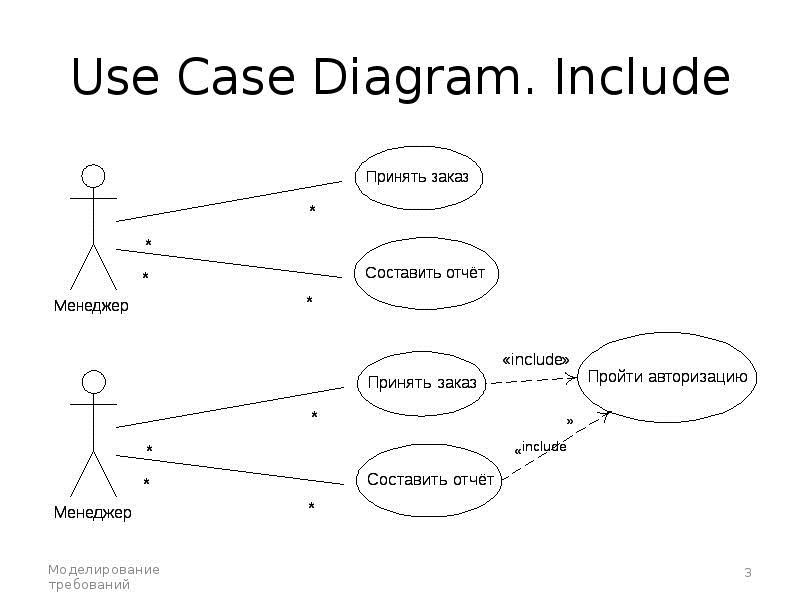 Use Case Diagram. Include
Принять заказ
*
*
Составить отчёт
*
*
Менеджер
«include»
Принять заказ
Пройти авторизацию
*
»
«include
*
Составить отчёт
*
*
Менеджер
Моделирование
требований
3